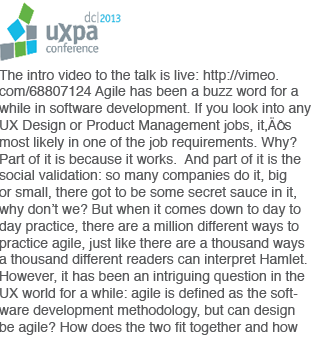 dc|2013
uxpa
conference
The intro video to the talk is live: http://vimeo.
com/68807124 Agile has been a buzz word for a
while in software development. If you look into any
UX Design or Product Management jobs, it‚Äôs
most likely in one of the job requirements. Why?
Part of it is because it works.  And part of it is the
social validation: so many companies do it, big
or small, there got to be some secret sauce in it,
why don't we? But when it comes down to day to
day practice, there are a million different ways to
practice agile, just like there are a thousand ways
a thousand different readers can interpret Hamlet.
However, it has been an intriguing question in the
UX world for a while: agile is defined as the soft-
ware development methodology, but can design
be agile? How does the two fit together and how